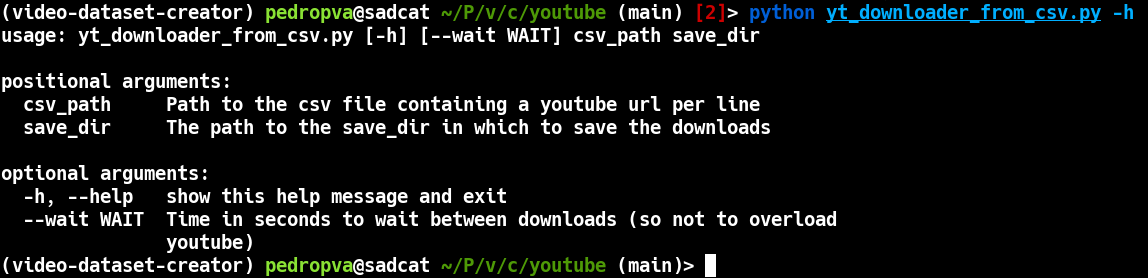 (video-dataset-creator) pedropva@sadcat ~/P/v/c/youtube (main) [2]> python yt_downloader_from_csv.py -h
usage: yt_downloader_from_csv.py [-h] [--wait WAIT] csv_path save_dir
positional arguments:
csv_path Path to the csv file containing a youtube url per line
save_dir The path to the save_dir in which to save the downloads
optional arguments:
-h, --help show this help message and exit
--wait WAIT Time in seconds to wait between downloads (so not to overload
youtube)
(video-dataset-creator) pedropva@sadcat ~/P/v/c/youtube (main)>